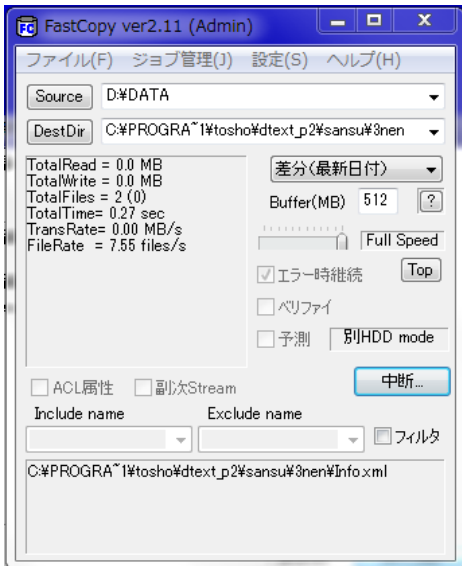 FC FastCopy ver2.11 (Admin)
ファイル(F) ジョブ管理(J) 設定(S) ヘルプ(H)
Source D:¥DATA
DestDir C:¥PROGRA~1¥tosho¥dtext_p2¥sansu¥3nen
TotalRead = 0.0 MB
TotalWrite = 0.0 MB
TotalFiles = 2 (0)
TotalTime= 0.27 sec
TransRate= 0.00 MB/s
FileRate = 7.55 files/s
差分(最新日付)
Buffer(MB) 512 ?
Full Speed
エラー時継続 Top
ベリファイ
予測 別HDD mode
ACL属性 副次Stream 中断...
Include name Exclude name
フィルタ
C:¥PROGRA~1¥tosho¥dtext_p2¥sansu¥3nen¥Info.xml